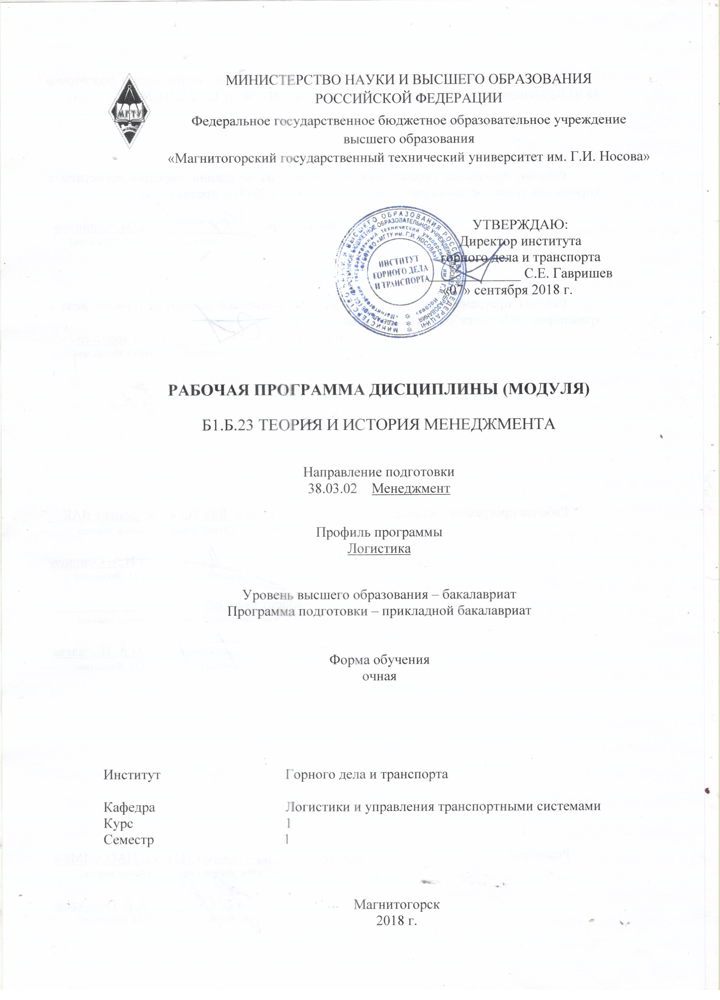 МИНИСТЕРСТВО НАУКИ И ВЫСШЕГО ОБРАЗОВАНИЯ
РОССИЙСКОЙ ФЕДЕРАЦИИ
Федеральное государственное бюджетное образовательное учреждение
высшего образования
«Магнитогорский государственный технический университет им. Г.И. Носова»
МГТУ
УТВЕРЖДАЮ:
Директор института
горного дела и транспорта
С.Е. Гавришев
«07» сентября 2018 г.
ИНСТИТУТ
ГОРНОГО ДЕЛА
И ТРАНСПОРТА
РАБОЧАЯ ПРОГРАММА ДИСЦИПЛИНЫ (МОДУЛЯ)
Б1.Б.23 ТЕОРИЯ И ИСТОРИЯ МЕНЕДЖМЕНТА
Направление подготовки
38.03.02 Менеджмент
Профиль программы
Логистика
Уровень высшего образования – бакалавриат
Программа подготовки – прикладной бакалавриат
Форма обучения
очная
Институт Горного дела и транспорта
Кафедра Логистики и управления транспортными системами
Курс 1
Семестр 1
Магнитогорск
2018 г.